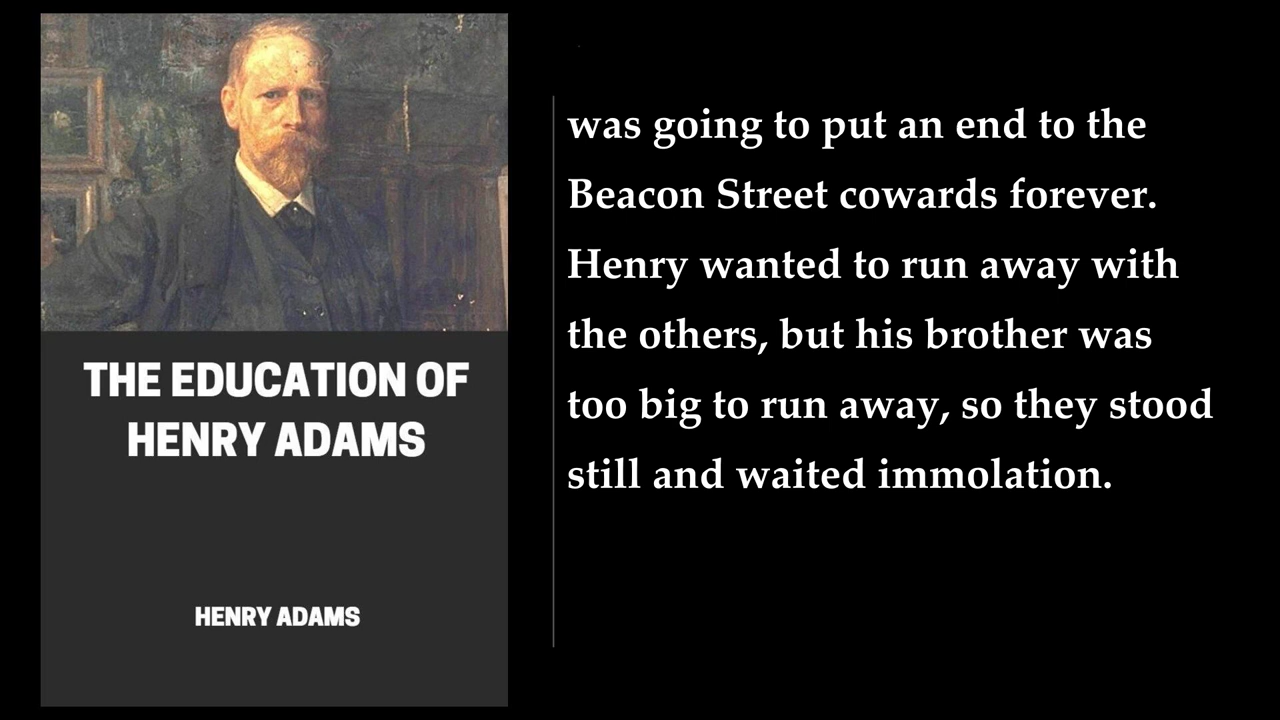 THE EDUCATION OF
HENRY ADAMS
HENRY ADAMS
was going to put an end to the
Beacon Street cowards forever.
Henry wanted to run away with
the others, but his brother was
too big to run away, so they stood
still and waited immolation.